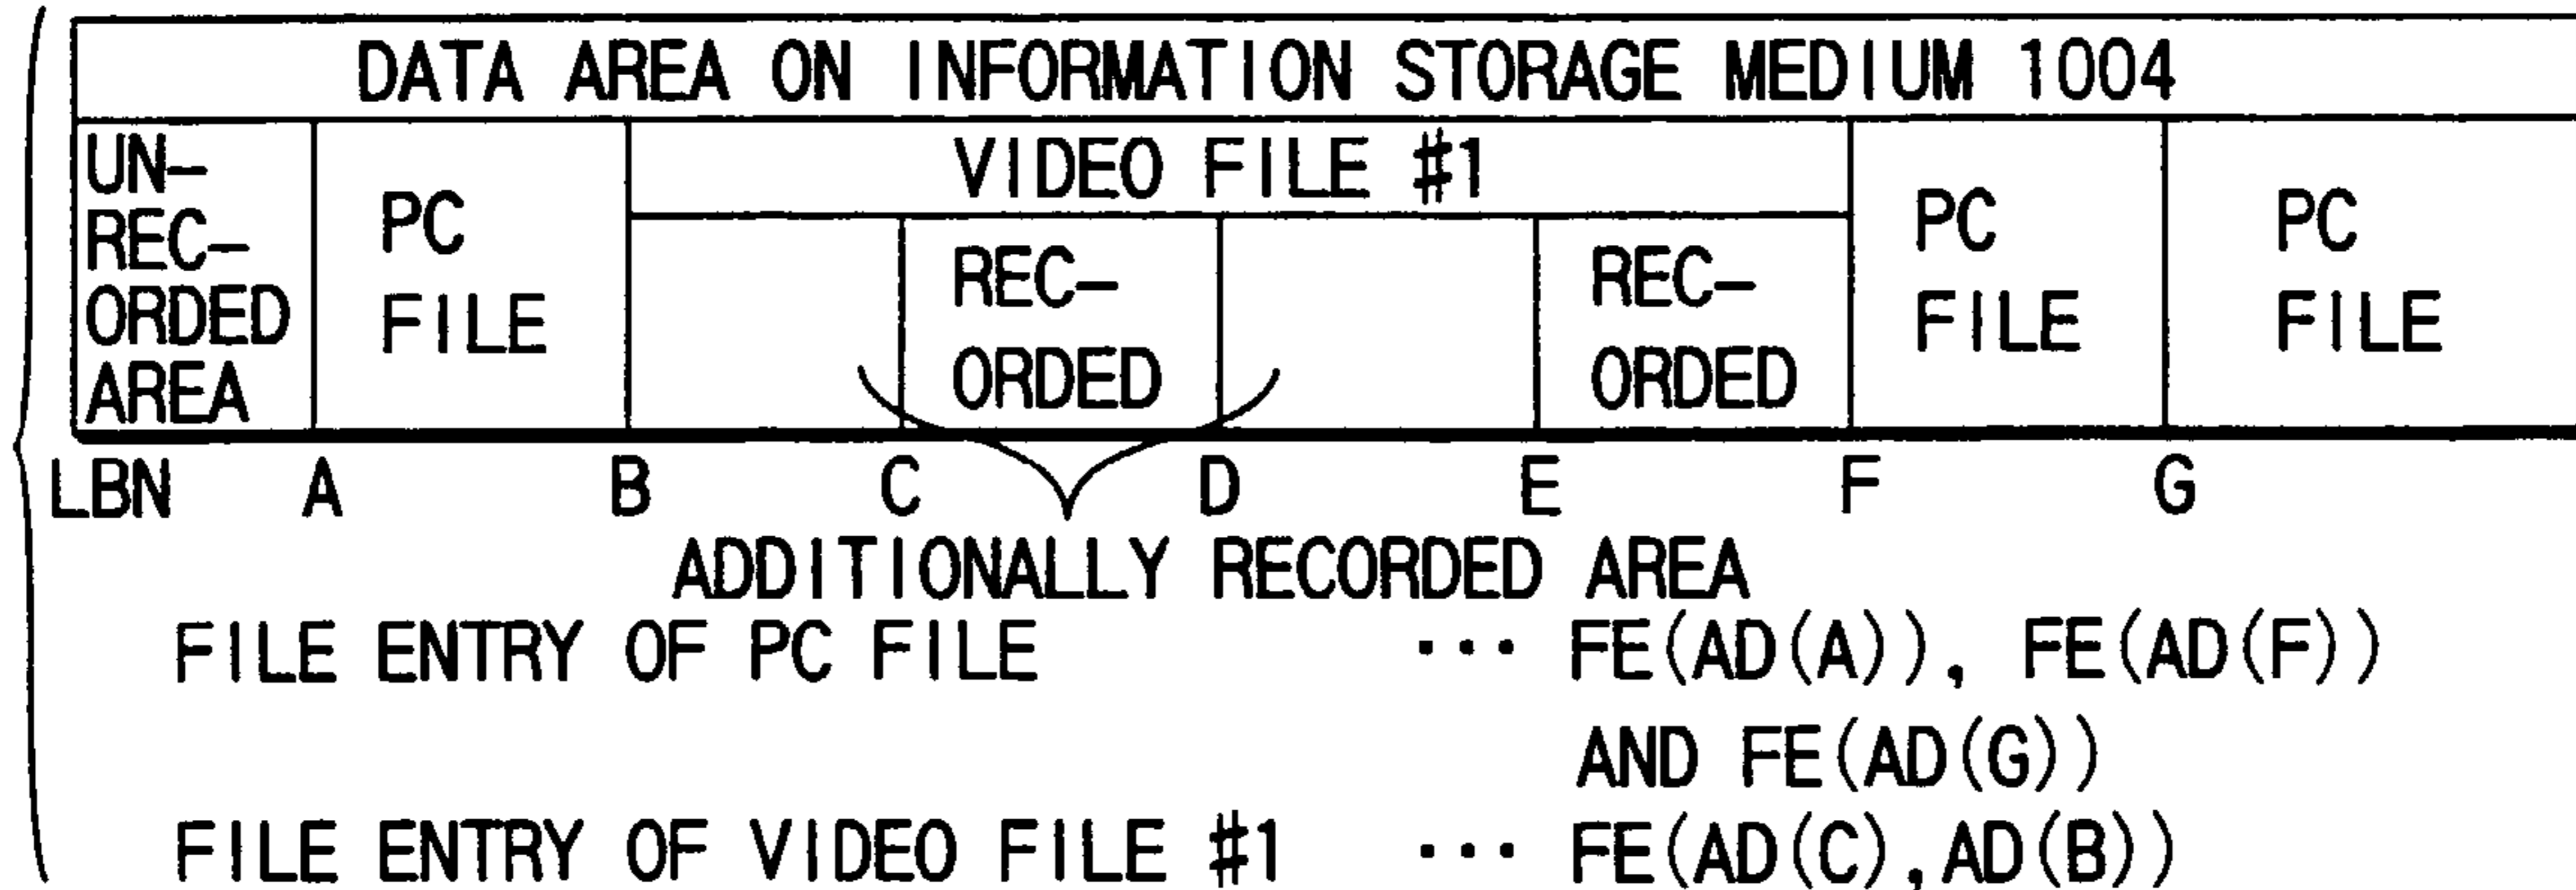 DATA AREA ON INFORMATION STORAGE MEDIUM 1004
UN-
REC-
ORDED
AREA
PC
FILE
VIDEO FILE #1
REC-
ORDED
REC-
ORDED
PC
FILE
PC
FILE
LBN A B C D E F G
ADDITIONALLY RECORDED AREA
FILE ENTRY OF PC FILE ··· FE(AD(A)), FE(AD(F))
AND FE(AD(G))
FILE ENTRY OF VIDEO FILE #1 ··· FE(AD(C),AD(B))